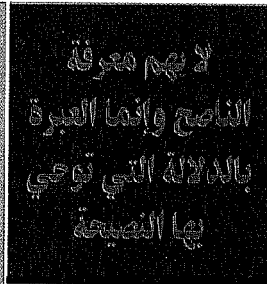 لا يهم معرفة
الناصح وإنما العبرة
بالدلالة التي توحي
بها النصيحة